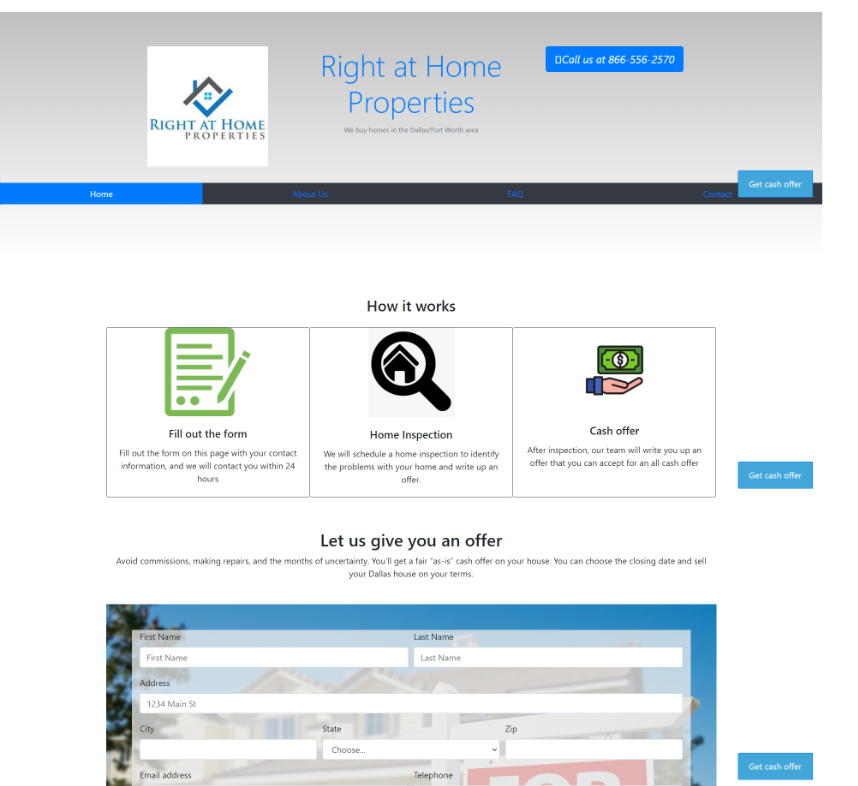 RIGHT AT HOME
PROPERTIES
Right at Home
Properties
We buy homes in the Dallas/Fort Worth area
Call us at 866-556-2570
Home
About Us
FAQ
Contact
Get cash offer
How it works
Fill out the form
Fill out the form on this page with your contact
information, and we will contact you within 24
hours
Home Inspection
We will schedule a home inspection to identify
the problems with your home and write up an
offer.
Cash offer
After inspection, our team will write you up an
offer that you can accept for an all cash offer
Get cash offer
Let us give you an offer
Avoid commissions, making repairs, and the months of uncertainty. You'll get a fair "as-is" cash offer on your house. You can choose the closing date and sell
your Dallas house on your terms.
First Name
Last Name
First Name
Last Name
Address
1234 Main St
City
State
Zip
Choose...
Email address
Telephone
FOR
Get cash offer